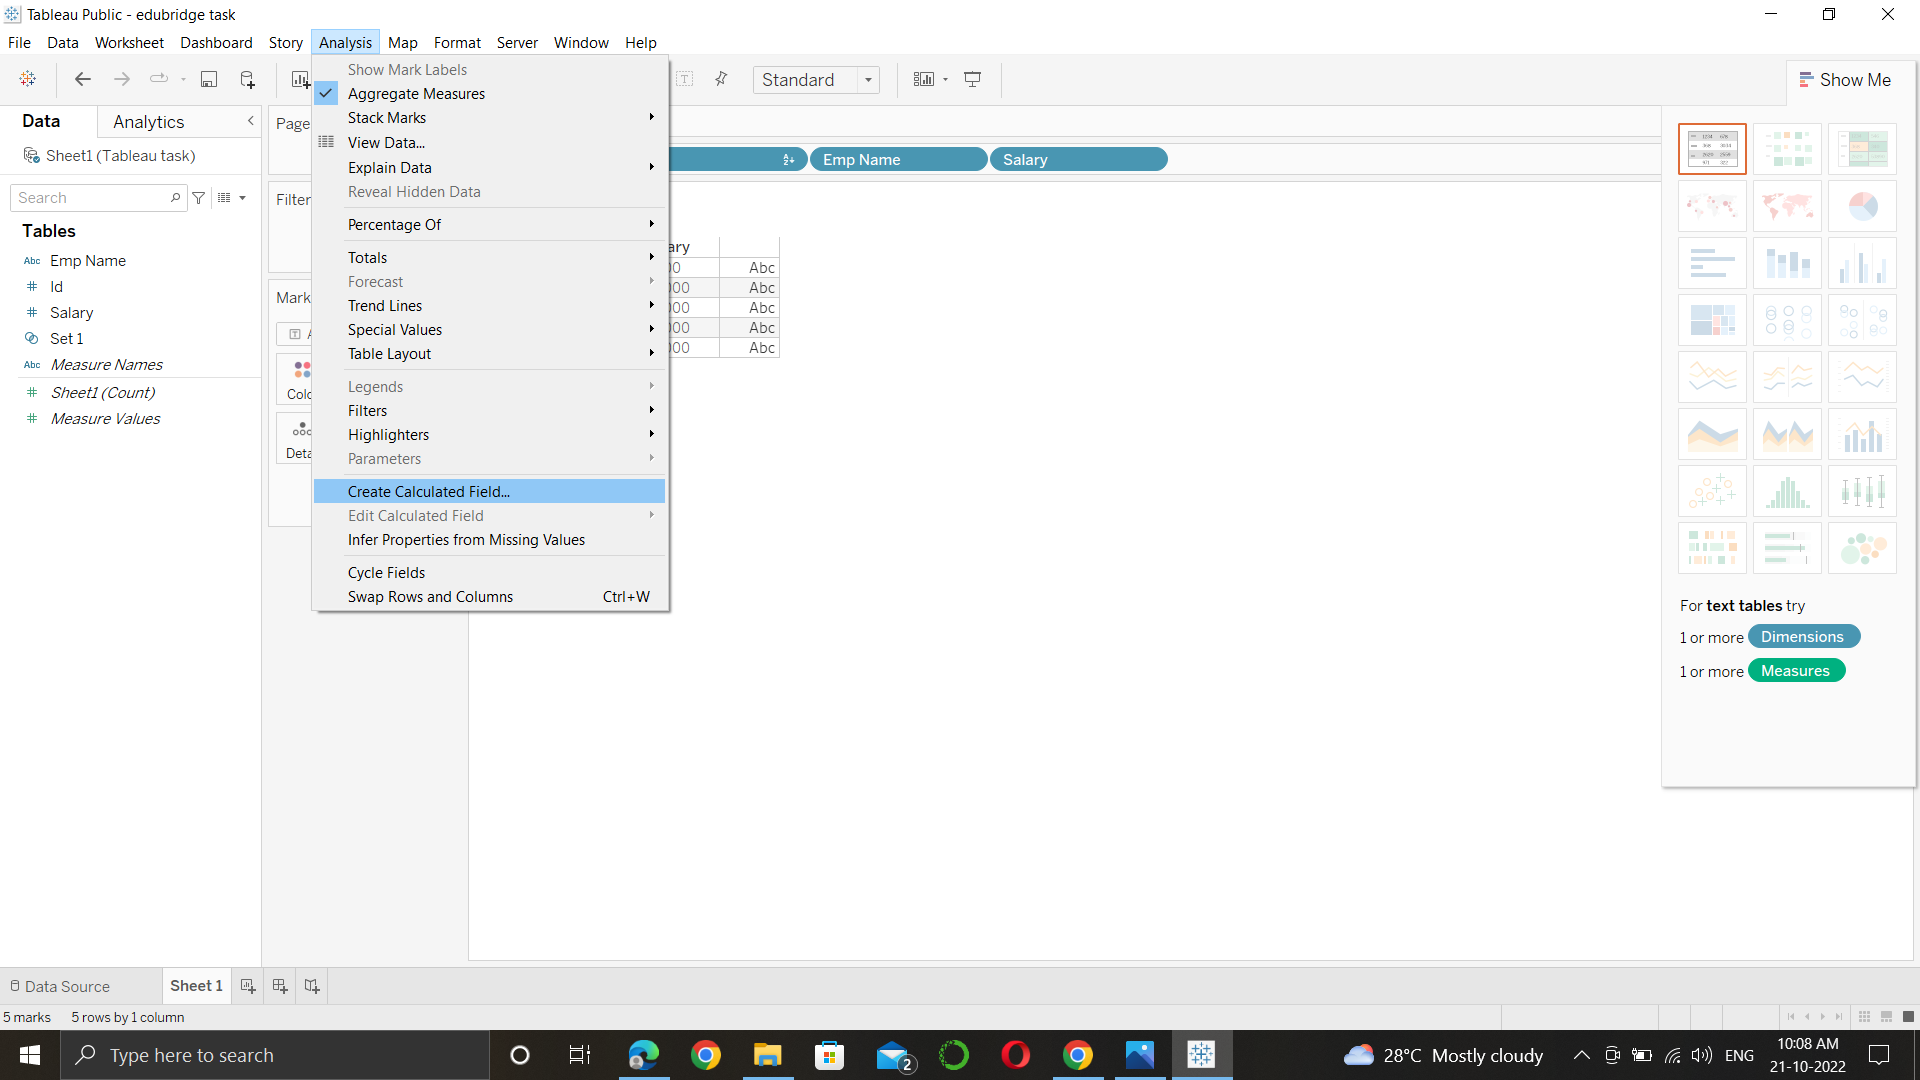 Tableau Public - edubridge task
File Data Worksheet Dashboard Story Analysis Map Format Server Window Help
Standard
Show Me
Data Analytics
Sheet1 (Tableau task)
Search
Tables
Abc Emp Name
# Id
# Salary
Set 1
Abc Measure Names
# Sheet1 (Count)
# Measure Values
Page
Filter
Mark
Colo
Deta
Show Mark Labels
Aggregate Measures
Stack Marks
View Data...
Explain Data
Reveal Hidden Data
Percentage Of
Totals
Forecast
Trend Lines
Special Values
Table Layout
Legends
Filters
Highlighters
Parameters
Create Calculated Field...
Edit Calculated Field
Infer Properties from Missing Values
Cycle Fields
Swap Rows and Columns Ctrl+W
Emp Name Salary
ary
00 Abc
000 Abc
000 Abc
000 Abc
000 Abc
For text tables try
1 or more Dimensions
1 or more Measures
Data Source Sheet 1
5 marks 5 rows by 1 column
Type here to search
2
28°C Mostly cloudy
ENG
10:08 AM
21-10-2022